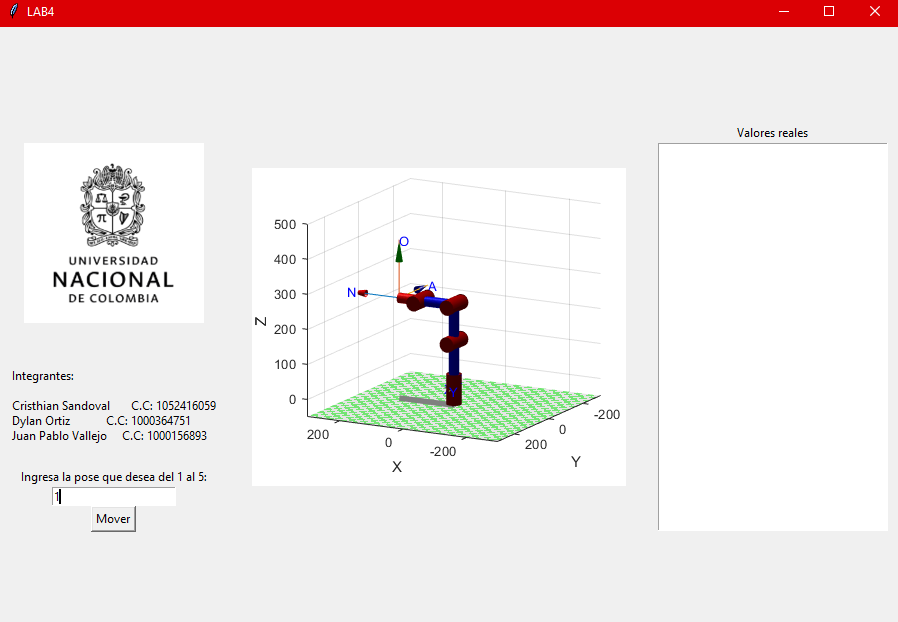 LAB4
Valores reales
UNIVERSIDAD
NACIONAL
DE COLOMBIA
Integrantes:
Cristhian Sandoval C.C: 1052416059
Dylan Ortiz C.C: 1000364751
Juan Pablo Vallejo C.C: 1000156893
Ingresa la pose que desea del 1 al 5:
1
Mover
500
400
300
200
100
0
Z
O
N
A
Y
200
0
-200
X
200
0
-200
Y